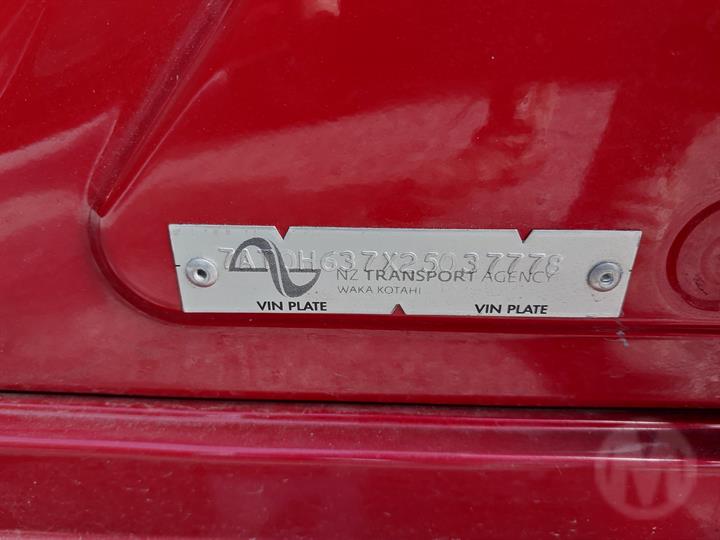 7AT0H637X25037778
NZ TRANSPORT AGENCY
WAKA KOTAHI
VIN PLATE VIN PLATE
M